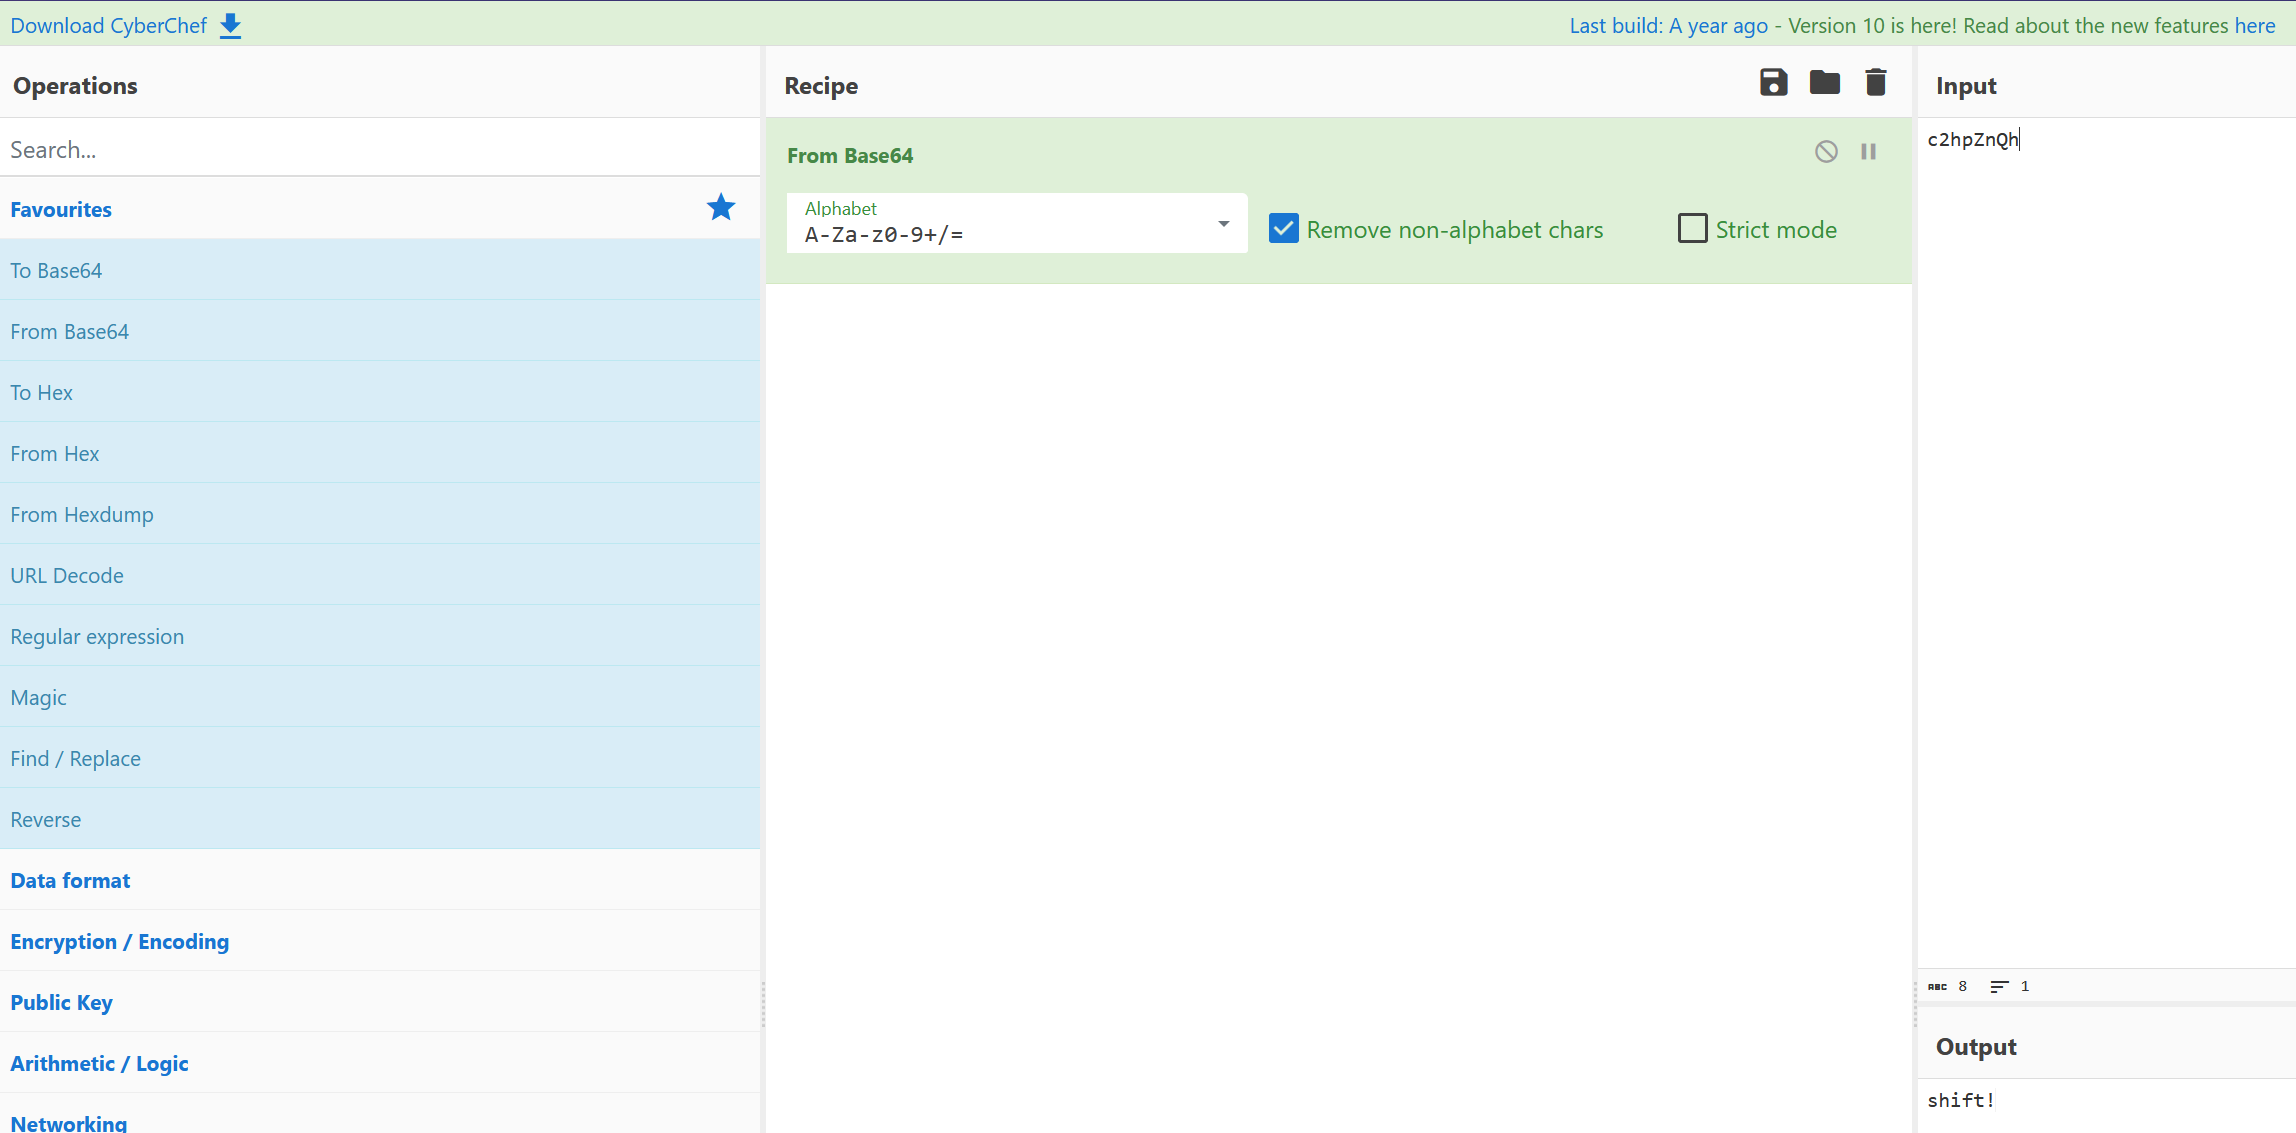 Download CyberChef
Last build: A year ago - Version 10 is here! Read about the new features here
Operations
Search...
Favourites
To Base64
From Base64
To Hex
From Hex
From Hexdump
URL Decode
Regular expression
Magic
Find / Replace
Reverse
Data format
Encryption / Encoding
Public Key
Arithmetic / Logic
Networking
Recipe
From Base64
Alphabet
A-Za-z0-9+/=
Remove non-alphabet chars
Strict mode
Input
c2hpZnQh
ABC 8 1
Output
shift!